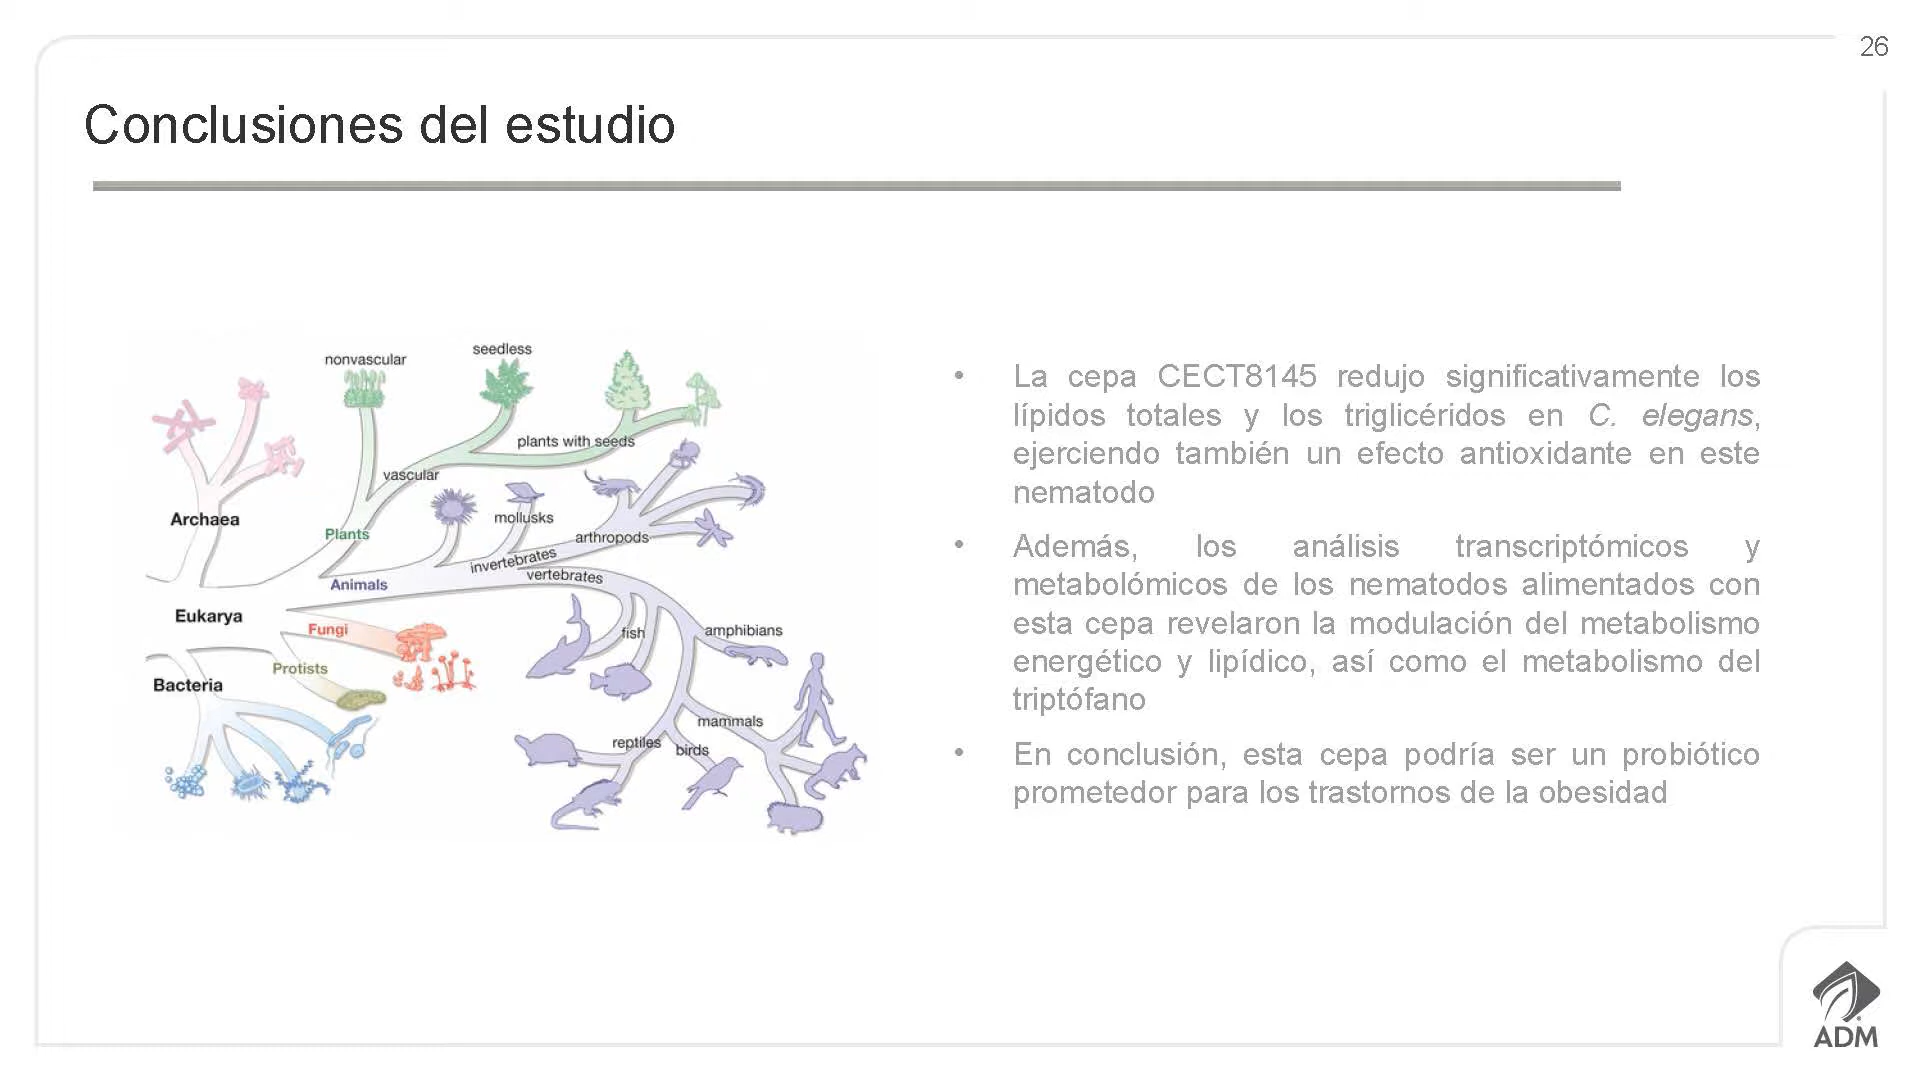 26
Conclusiones del estudio
nonvascular
seedless
plants with seeds
vascular
mollusks
arthropods
Archaea
Plants
invertebrates
vertebrates
Animals
Eukarya
Fungi
fish
amphibians
Protists
Bacteria
mammals
reptiles
birds
• La cepa CECT8145 redujo significativamente los
lípidos totales y los triglicéridos en C. elegans,
ejerciendo también un efecto antioxidante en este
nematodo
• Además, los análisis transcriptómicos y
metabolómicos de los nematodos alimentados con
esta cepa revelaron la modulación del metabolismo
energético y lipídico, así como el metabolismo del
triptófano
• En conclusión, esta cepa podría ser un probiótico
prometedor para los trastornos de la obesidad
ADM